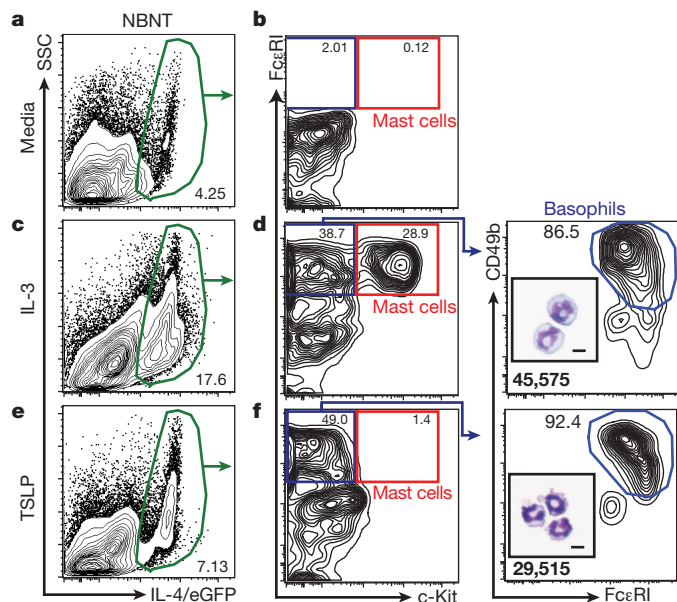 a
NBNT
SSC
Media
4.25
b
FcεRI
2.01
0.12
Mast cells
c
IL-3
17.6
d
38.7
28.9
Mast cells
Basophils
CD49b
86.5
45,575
e
TSLP
7.13
IL-4/eGFP
f
49.0
1.4
Mast cells
c-Kit
92.4
29,515
FcεRI